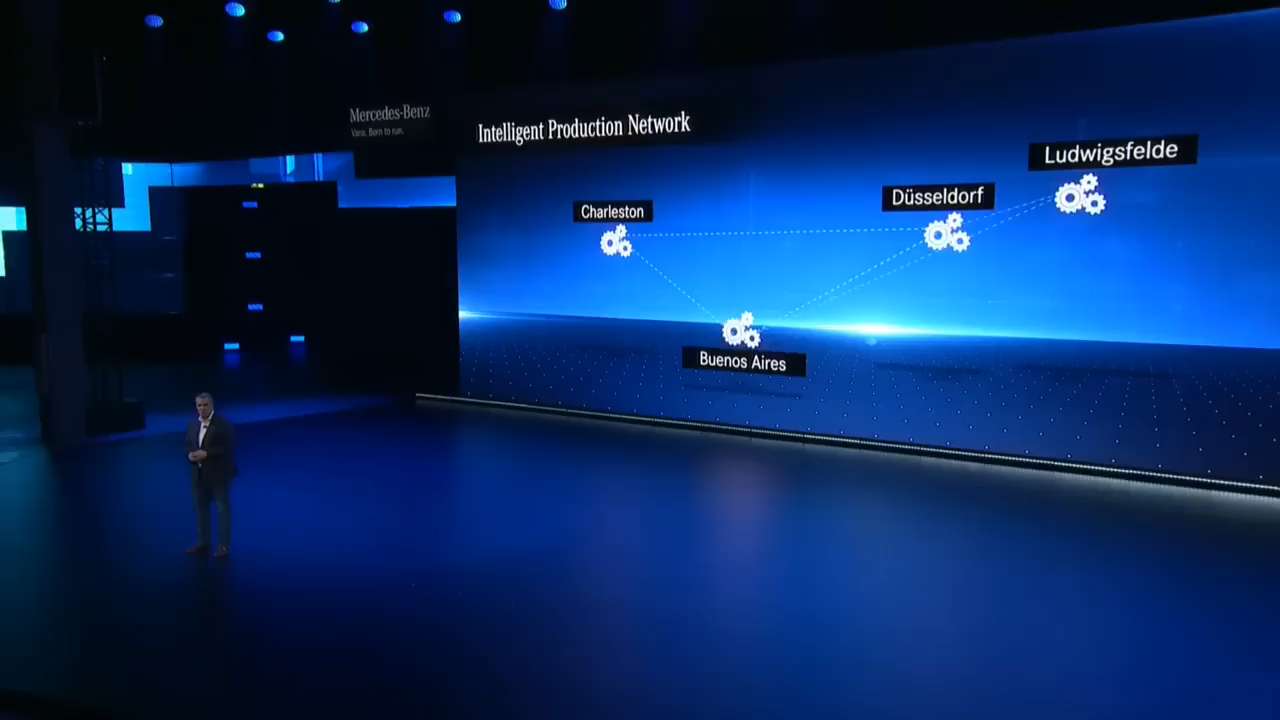 Mercedes-Benz
Vans. Born to run.
Intelligent Production Network
Ludwigsfelde
Düsseldorf
Charleston
Buenos Aires